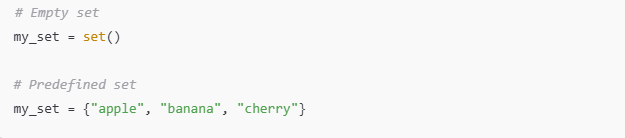 # Empty set
my_set = set()
# Predefined set
my_set = {"apple", "banana", "cherry"}